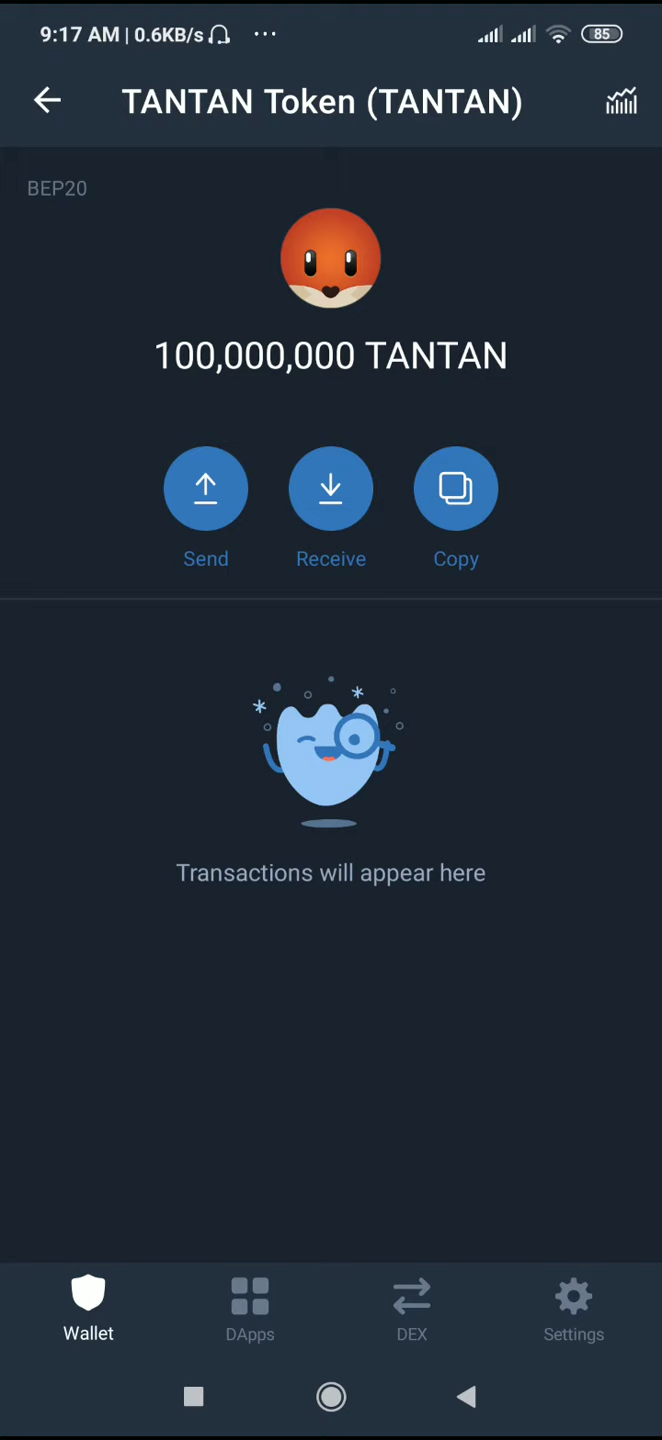 9:17 AM | 0.6KB/s ... 85
TANTAN Token (TANTAN)
BEP20
100,000,000 TANTAN
Send Receive Copy
Transactions will appear here
Wallet DApps DEX Settings